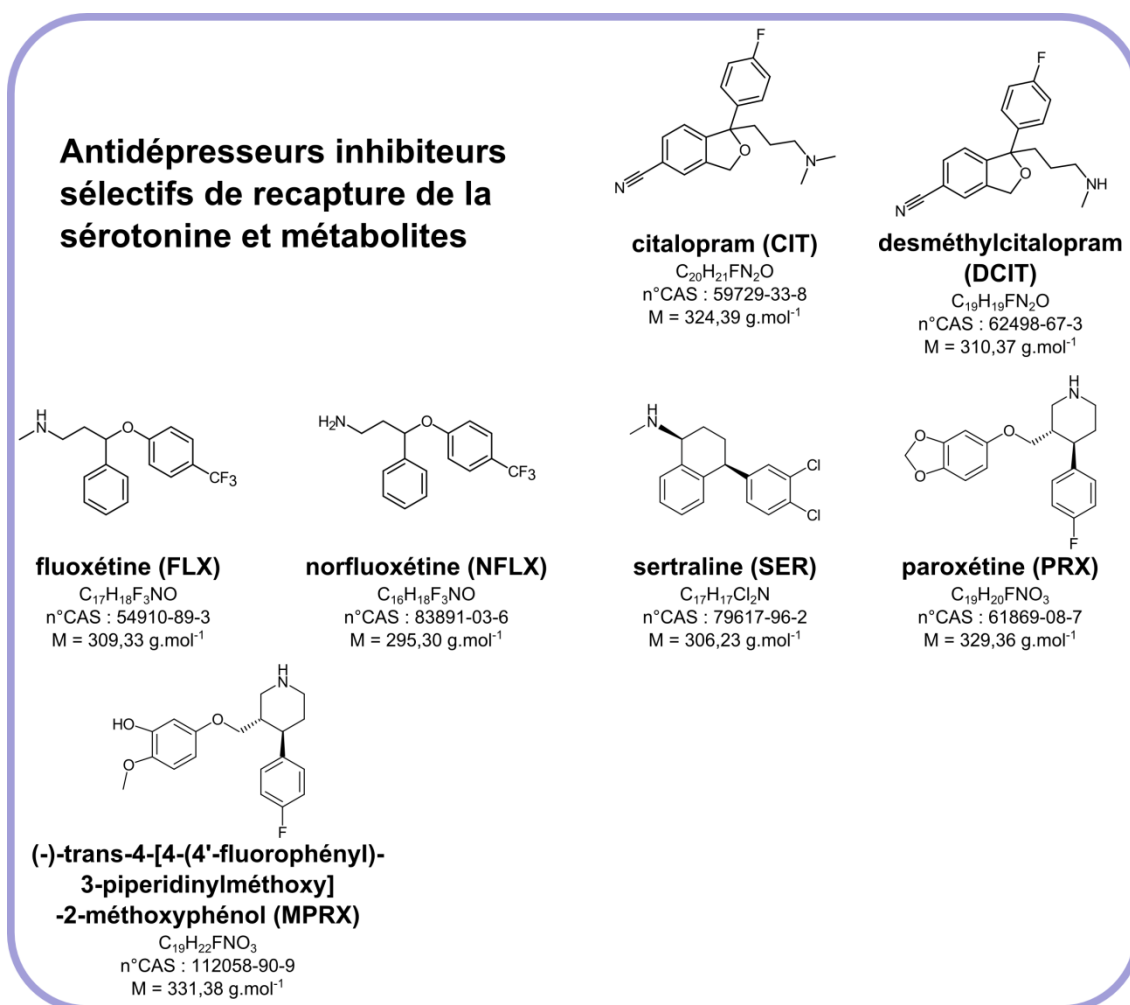 Antidépresseurs inhibiteurs
sélectifs de recapture de la
sérotonine et métabolites
F
N
O
N
citalopram (CIT)
C₂₀H₂₁FN₂O
n°CAS : 59729-33-8
M = 324,39 g.mol⁻¹
F
N
O
NH
desméthylcitalopram
(DCIT)
C₁₉H₁₉FN₂O
n°CAS : 62498-67-3
M = 310,37 g.mol⁻¹
H
N
O
CF₃
fluoxétine (FLX)
C₁₇H₁₈F₃NO
n°CAS : 54910-89-3
M = 309,33 g.mol⁻¹
H₂N
O
CF₃
norfluoxétine (NFLX)
C₁₆H₁₈F₃NO
n°CAS : 83891-03-6
M = 295,30 g.mol⁻¹
H
N
Cl
Cl
sertraline (SER)
C₁₇H₁₇Cl₂N
n°CAS : 79617-96-2
M = 306,23 g.mol⁻¹
H
N
O
O
O
F
paroxétine (PRX)
C₁₉H₂₀FNO₃
n°CAS : 61869-08-7
M = 329,36 g.mol⁻¹
H
N
HO
O
O
F
(-)-trans-4-[4-(4'-fluorophényl)-
3-piperidinylméthoxy]
-2-méthoxyphénol (MPRX)
C₁₉H₂₂FNO₃
n°CAS : 112058-90-9
M = 331,38 g.mol⁻¹